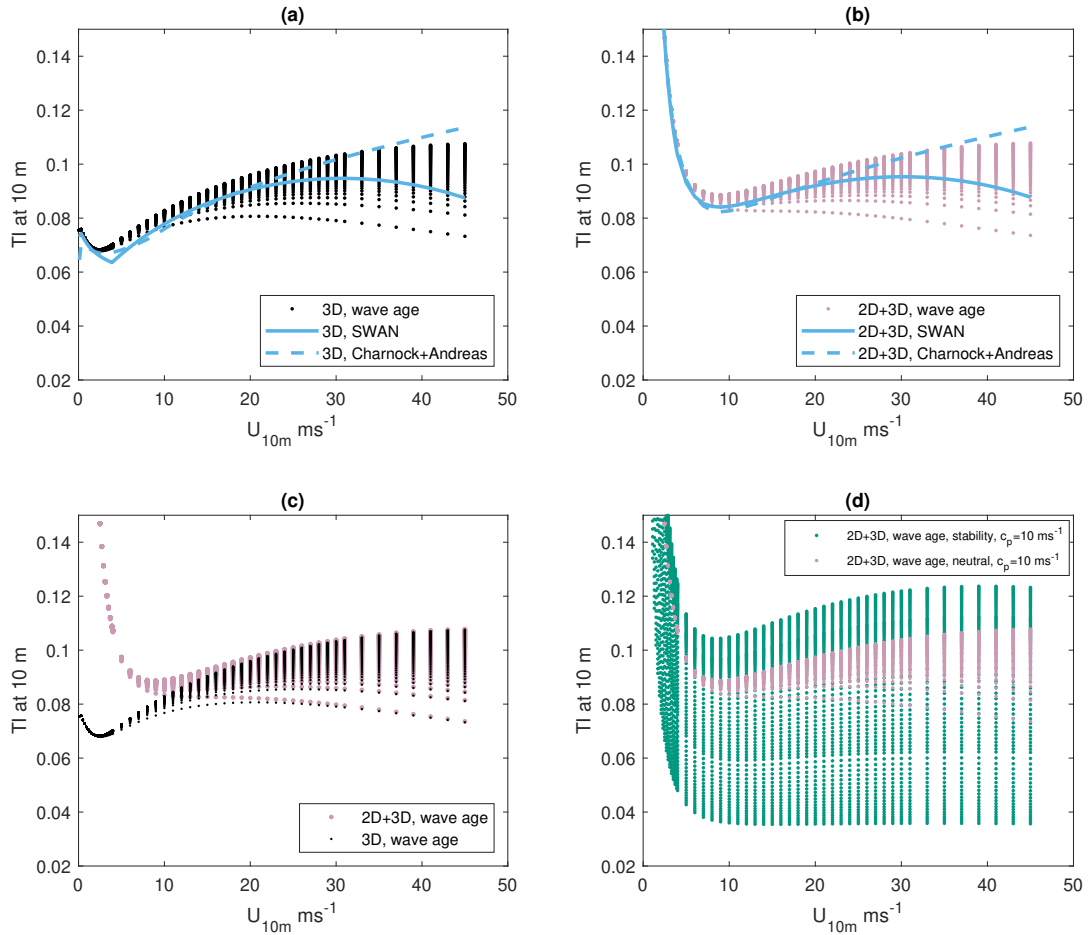 (a)
0.14
0.12
0.1
0.08
0.06
0.04
0.02
TI at 10 m
3D, wave age
3D, SWAN
3D, Charnock+Andreas
0 10 20 30 40 50
U10m ms-1
(b)
0.14
0.12
0.1
0.08
0.06
0.04
0.02
TI at 10 m
2D+3D, wave age
2D+3D, SWAN
2D+3D, Charnock+Andreas
0 10 20 30 40 50
U10m ms-1
(c)
0.14
0.12
0.1
0.08
0.06
0.04
0.02
TI at 10 m
2D+3D, wave age
3D, wave age
0 10 20 30 40 50
U10m ms-1
(d)
0.14
0.12
0.1
0.08
0.06
0.04
0.02
TI at 10 m
2D+3D, wave age, stability, cp=10 ms-1
2D+3D, wave age, neutral, cp=10 ms-1
0 10 20 30 40 50
U10m ms-1